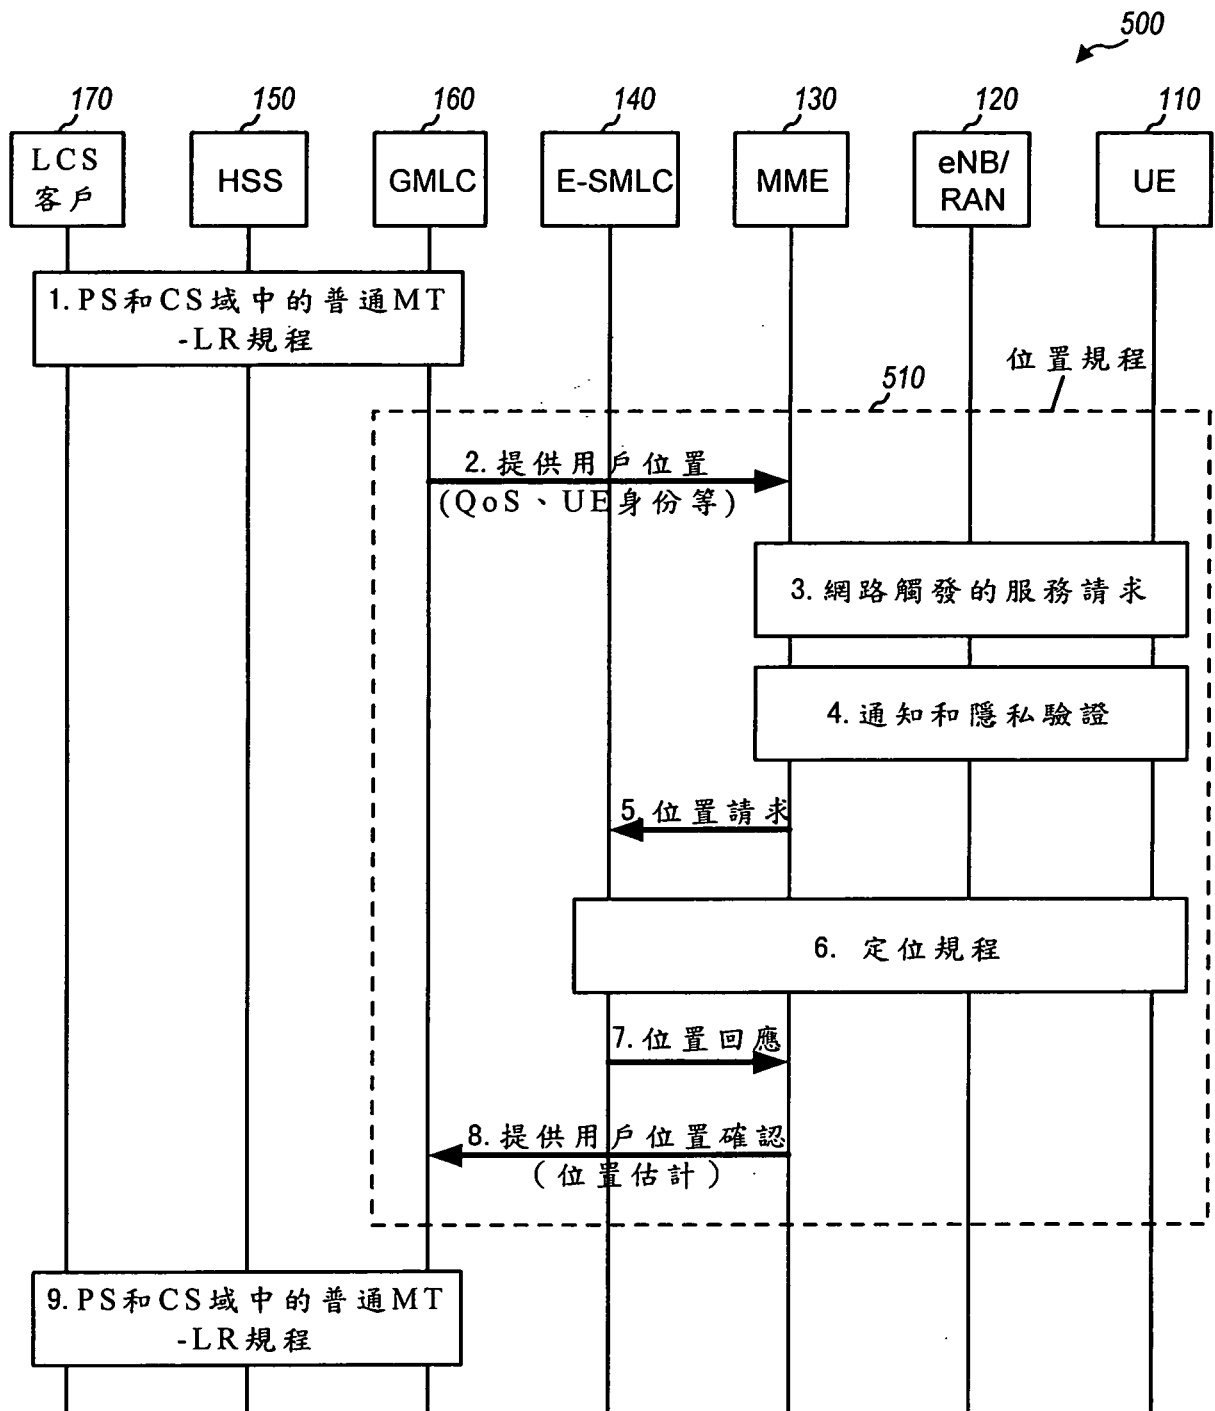 500
170
150
160
140
130
120
110
LCS
客戶
HSS
GMLC
E-SMLC
MME
eNB/
RAN
UE
1.PS和CS域中的普通MT
-LR規程
位置規程
510
2.提供用戶位置
(QoS、UE身份等)
3.網路觸發的服務請求
4.通知和隱私驗證
5.位置請求
6. 定位規程
7.位置回應
8.提供用戶位置確認
(位置估計)
9.PS和CS域中的普通MT
-LR規程